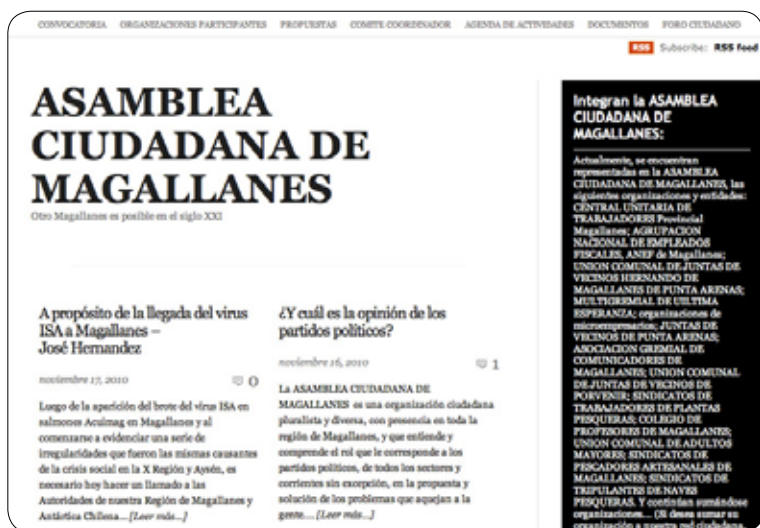 CONVOCATORIA ORGANIZACIONES PARTICIPANTES PROPUESTAS COMITE COORDINADOR AGENDA DE ACTIVIDADES DOCUMENTOS FORO CIUDADANO
RSS Subscribe: RSS feed
ASAMBLEA
CIUDADANA DE
MAGALLANES
Otro Magallanes es posible en el siglo XXI
A propósito de la llegada del virus
ISA a Magallanes –
José Hernandez
noviembre 17, 2010 0
Luego de la aparición del brote del virus ISA en
salmones Acuimag en Magallanes y al
comenzarse a evidenciar una serie de
irregularidades que fueron las mismas causantes
de la crisis social en la X Región y Aysén, es
necesario hoy hacer un llamado a las
Autoridades de nuestra Región de Magallanes y
Antártica Chilena... [Leer más...]
¿Y cuál es la opinión de los
partidos políticos?
noviembre 16, 2010 1
La ASAMBLEA CIUDADANA DE
MAGALLANES es una organización ciudadana
pluralista y diversa, con presencia en toda la
región de Magallanes, y que entiende y
comprende el rol que le corresponde a los
partidos políticos, de todos los sectores y
corrientes sin excepción, en la propuesta y
solución de los problemas que aquejan a la
gente.... [Leer más...]
Integran la ASAMBLEA
CIUDADANA DE
MAGALLANES:
Actualmente, se encuentran
representadas en la ASAMBLEA
CIUDADANA DE MAGALLANES, las
siguientes organizaciones y entidades:
CENTRAL UNITARIA DE
TRABAJADORES Provincial
Magallanes; AGRUPACION
NACIONAL DE EMPLEADOS
FISCALES, ANEF de Magallanes;
UNION COMUNAL DE JUNTAS DE
VECINOS HERNANDO DE
MAGALLANES DE PUNTA ARENAS;
MULTIGREMIAL DE UILTIMA
ESPERANZA; organizaciones de
microempresarios; JUNTAS DE
VECINOS DE PUNTA ARENAS;
ASOCIACION GREMIAL DE
COMUNICADORES DE
MAGALLANES; UNION COMUNAL
DE JUNTAS DE VECINOS DE
PORVENIR; SINDICATOS DE
TRABAJADORES DE PLANTAS
PESQUERAS; COLEGIO DE
PROFESORES DE MAGALLANES;
UNION COMUNAL DE ADULTOS
MAYORES; SINDICATOS DE
PESCADORES ARTESANALES DE
MAGALLANES; SINDICATOS DE
TRIPULANTES DE NAVES
PESQUERAS. Y continúan sumándose
organizaciones... (Si desea sumar su
organización a nuestra red ciudadana